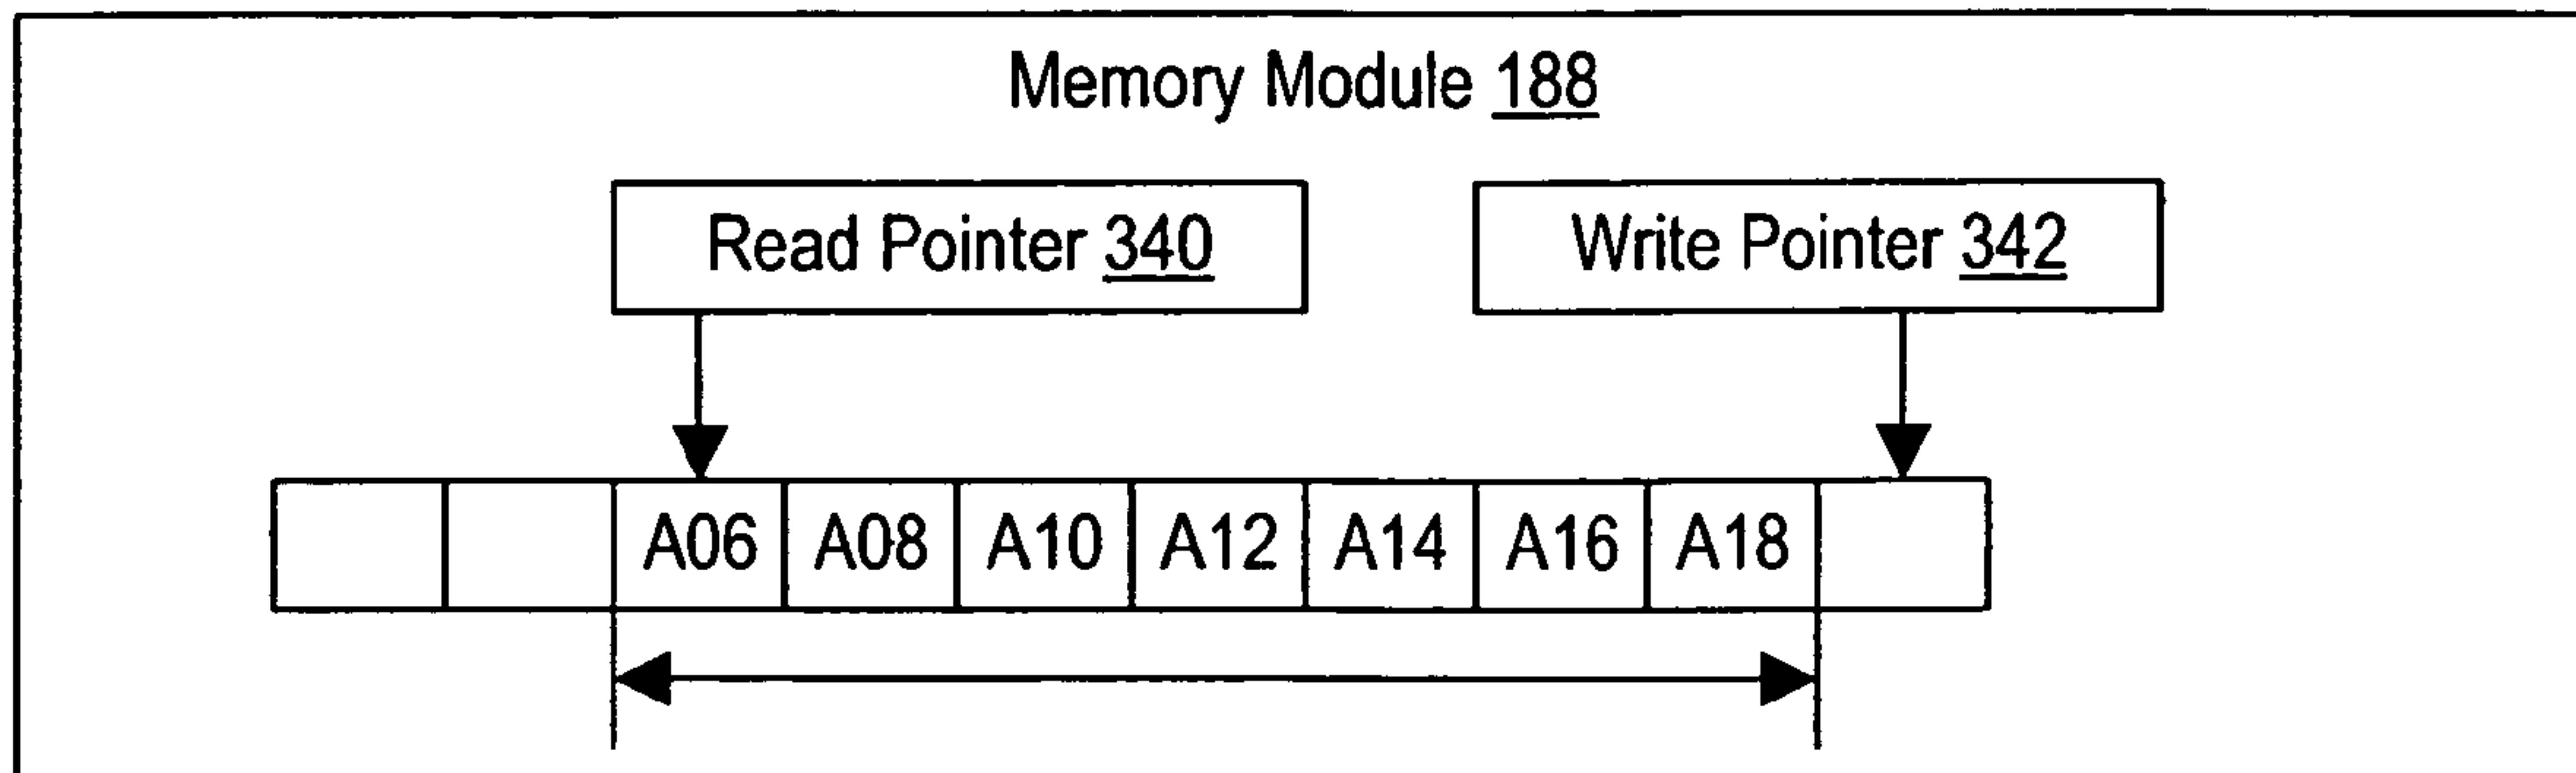 Memory Module 188
Read Pointer 340 Write Pointer 342
A06 A08 A10 A12 A14 A16 A18